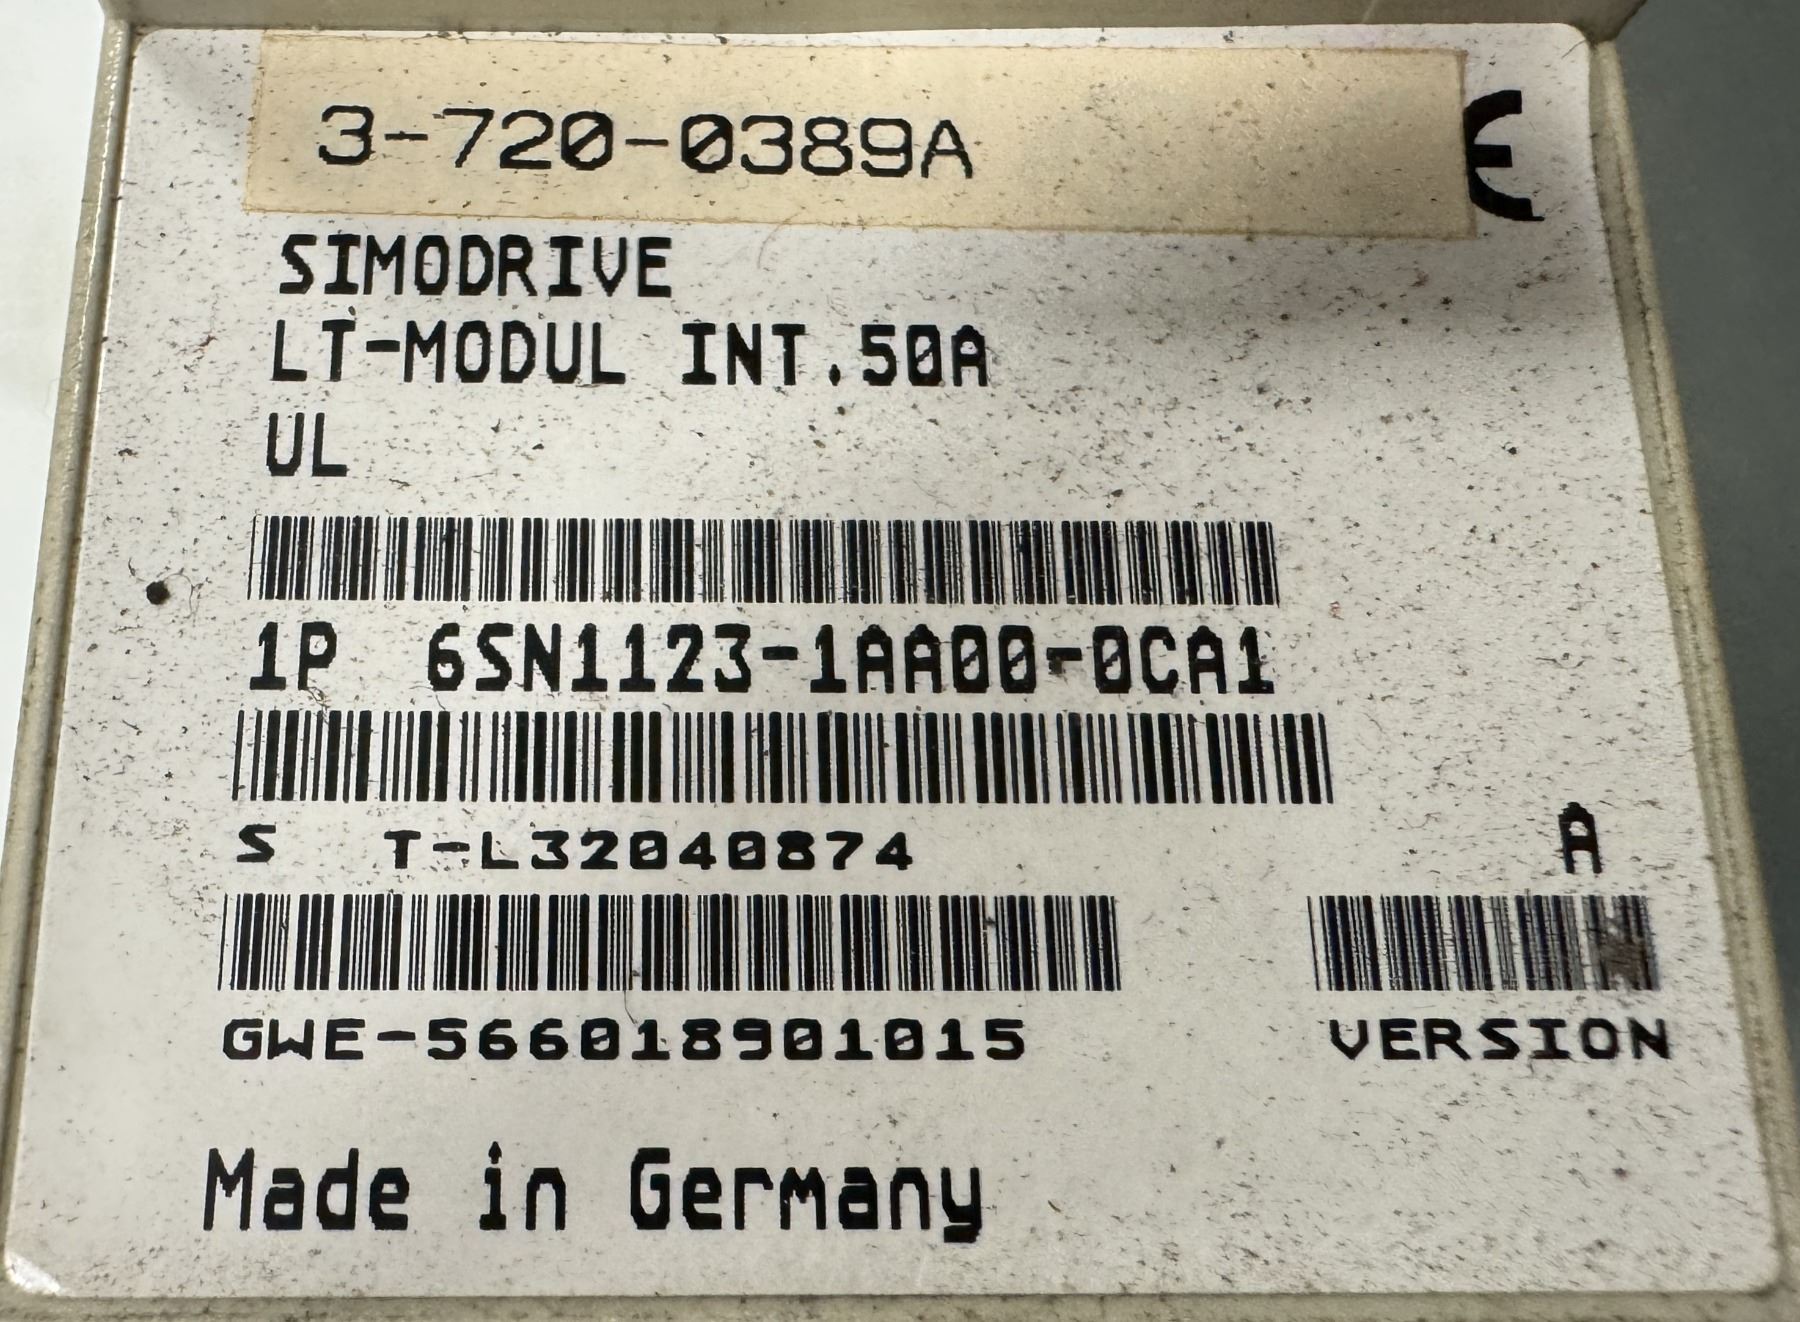 3-720-0389A
SIMODRIVE
LT-MODUL INT.50A
UL
1P 6SN1123-1AA00-0CA1
S T-L32040874
A
GWE-566018901015
VERSION
Made in Germany